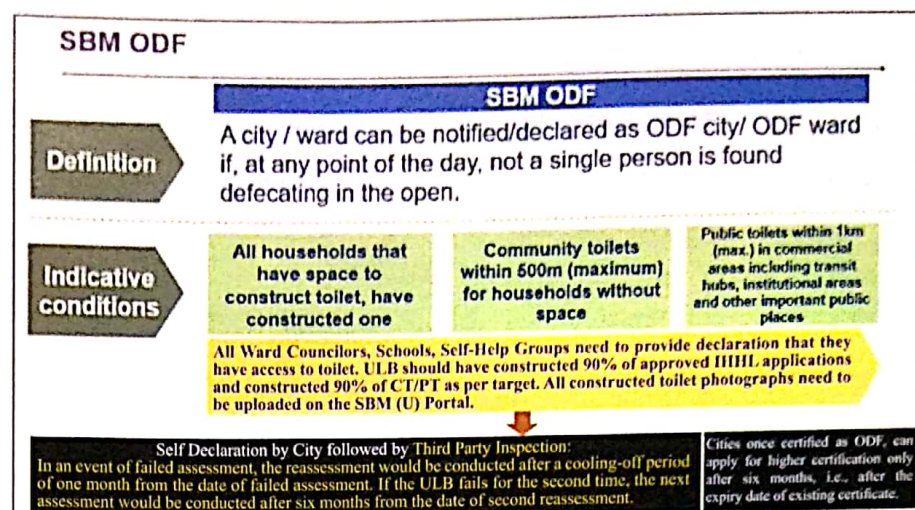 SBM ODF
SBM ODF
Definition
A city / ward can be notified/declared as ODF city/ ODF ward
if, at any point of the day, not a single person is found
defecating in the open.
Indicative
conditions
All households that
have space to
construct toilet, have
constructed one
Community toilets
within 500m (maximum)
for households without
space
Public toilets within 1km
(max.) in commercial
areas including transit
hubs, institutional areas
and other important public
places
All Ward Councilors, Schools, Self-Help Groups need to provide declaration that they
have access to toilet. ULB should have constructed 90% of approved IHHL applications
and constructed 90% of CT/PT as per target. All constructed toilet photographs need to
be uploaded on the SBM (U) Portal.
Self Declaration by City followed by Third Party Inspection:
In an event of failed assessment, the reassessment would be conducted after a cooling-off period
of one month from the date of failed assessment. If the ULB fails for the second time, the next
assessment would be conducted after six months from the date of second reassessment.
Cities once certified as ODF, can
apply for higher certification only
after six months, i.e., after the
expiry date of existing certificate.